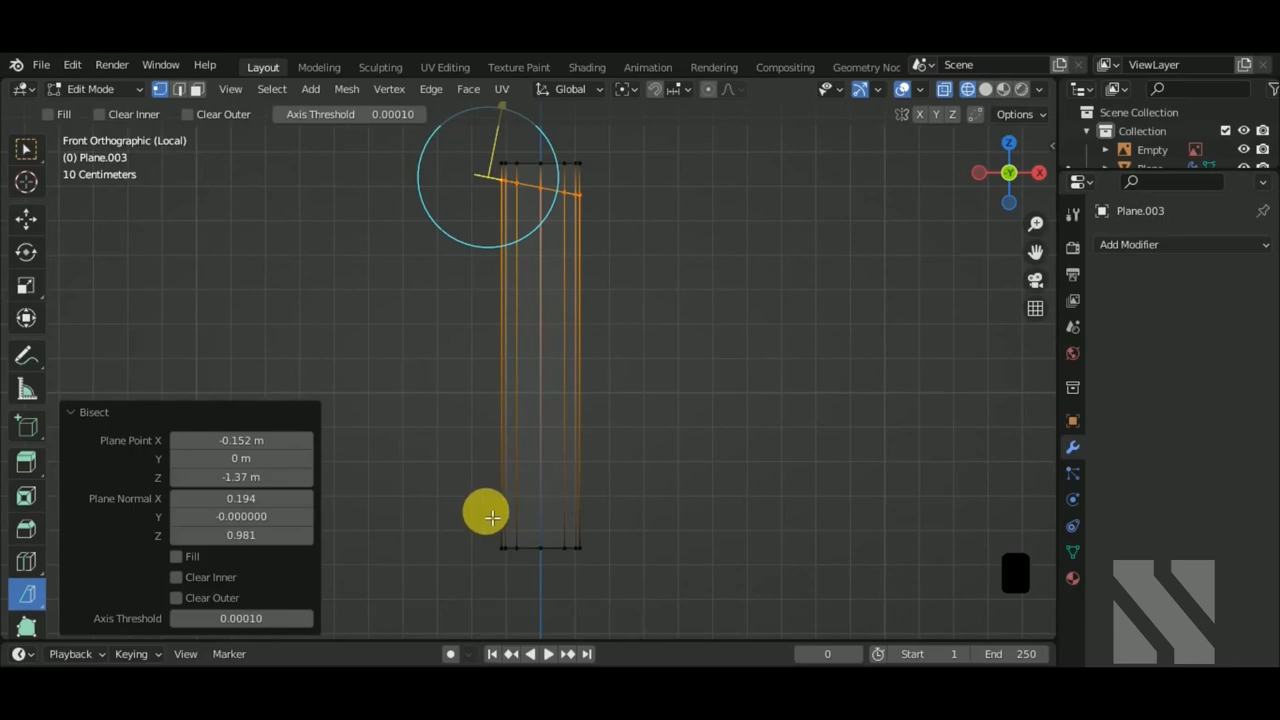 File Edit Render Window Help Layout Modeling Sculpting UV Editing Texture Paint Shading Animation Rendering Compositing Geometry Noc Scene ViewLayer
Edit Mode View Select Add Mesh Vertex Edge Face UV Global
Fill Clear Inner Clear Outer Axis Threshold 0.00010 X Y Z Options
Scene Collection
Collection
Empty
Front Orthographic (Local)
(0) Plane.003
10 Centimeters
Z
X
-Y
Plane.003
Add Modifier
Bisect
Plane Point X -0.152 m
Y 0 m
Z -1.37 m
Plane Normal X 0.194
Y -0.000000
Z 0.981
Fill
Clear Inner
Clear Outer
Axis Threshold 0.00010
Playback Keying View Marker 0 Start 1 End 250